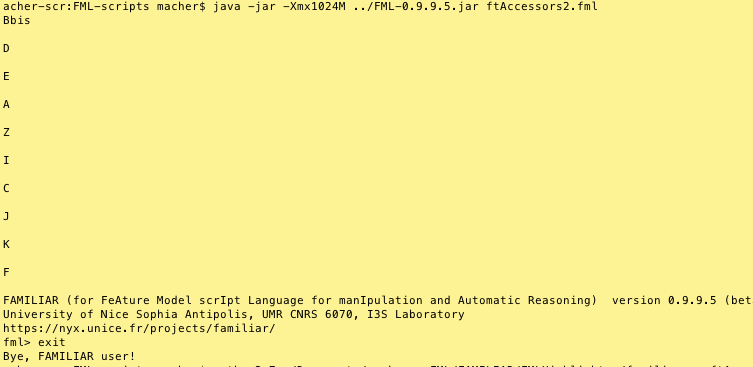 acher-scr:FML-scripts macher$ java -jar -Xmx1024M ../FML-0.9.9.5.jar ftAccessors2.fml
Bbis
D
E
A
Z
I
C
J
K
F
FAMILIAR (for FeAture Model scrIpt Language for manIpulation and Automatic Reasoning)  version 0.9.9.5 (bet
University of Nice Sophia Antipolis, UMR CNRS 6070, I3S Laboratory
https://nyx.unice.fr/projects/familiar/
fml> exit
Bye, FAMILIAR user!